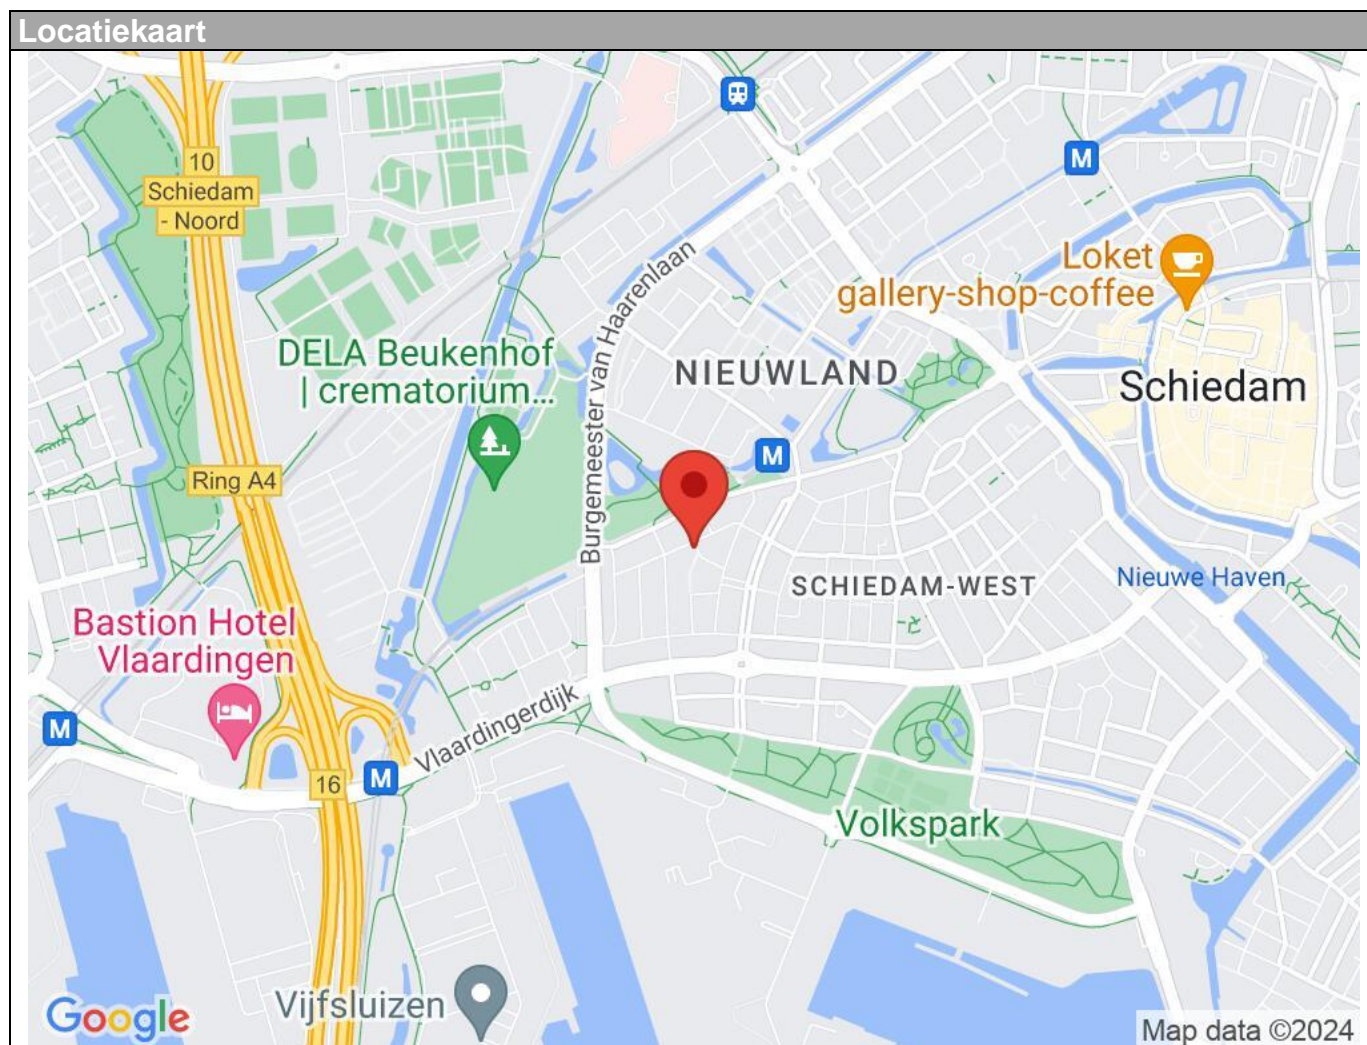 Locatiekaart
10
Schiedam
- Noord
M
Loket
gallery-shop-coffee
Burgemeester van Haarenlaan
DELA Beukenhof
| crematorium...
NIEUWLAND
Schiedam
M
Ring A4
SCHIEDAM-WEST
Nieuwe Haven
Bastion Hotel
Vlaardingen
M
Vlaardingerdijk
M
16
Volkspark
Vijfsluizen
Google
Map data ©2024